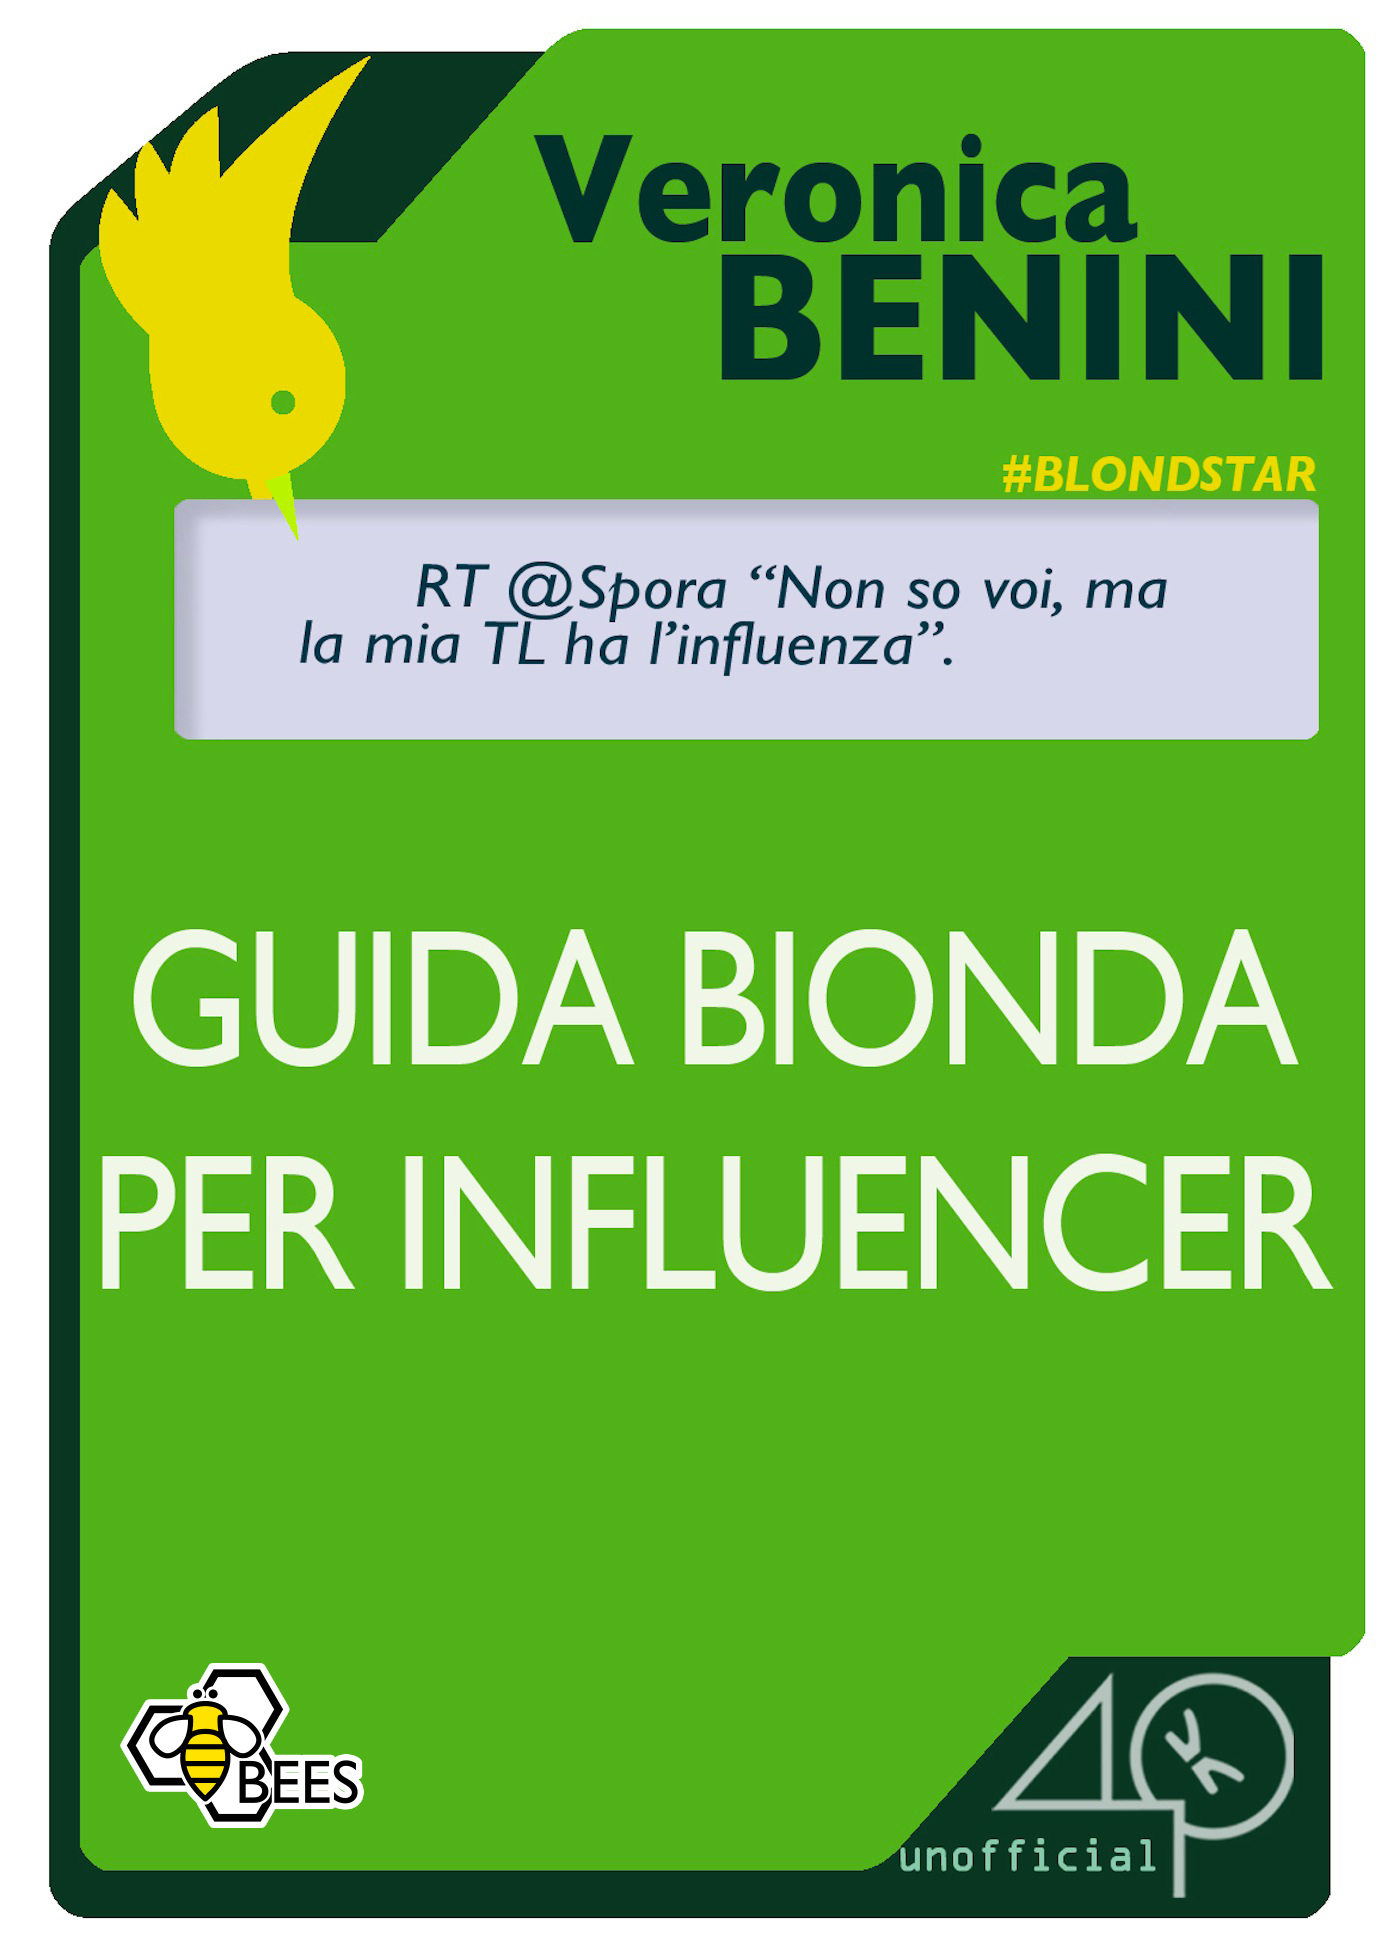 Veronica
BENINI
#BLONDSTAR
RT @Spora “Non so voi, ma
la mia TL ha l’influenza”.
GUIDA BIONDA
PER INFLUENCER
BEES
40K
unofficial